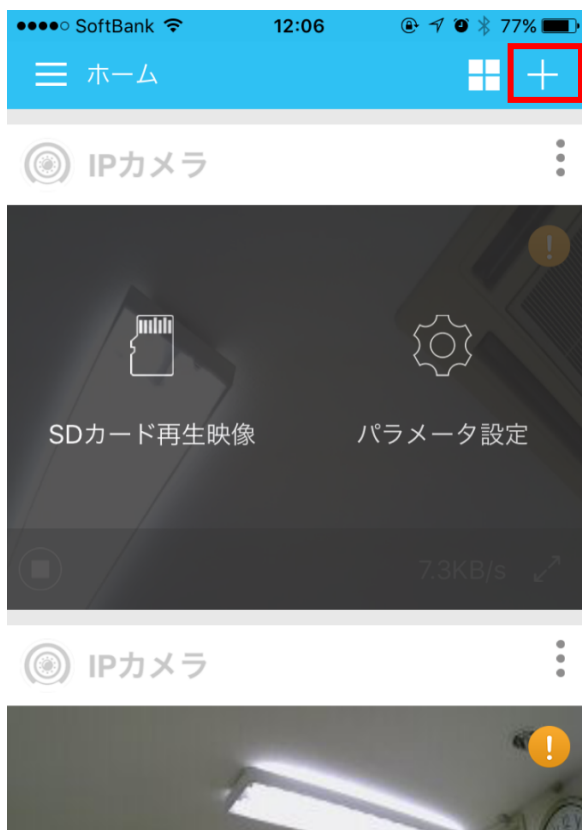 SoftBank 12:06 77%
ホーム
IPカメラ
SDカード再生映像 パラメータ設定
7.3KB/s
IPカメラ